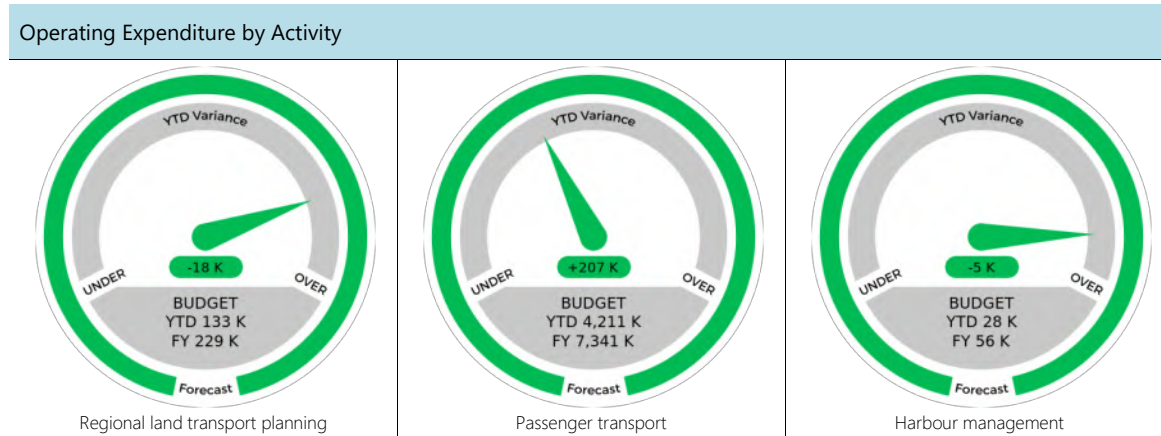 Operating Expenditure by Activity
YTD Variance
-18 K
UNDER
OVER
BUDGET
YTD 133 K
FY 229 K
Forecast
Regional land transport planning
YTD Variance
+207 K
UNDER
OVER
BUDGET
YTD 4,211 K
FY 7,341 K
Forecast
Passenger transport
YTD Variance
-5 K
UNDER
OVER
BUDGET
YTD 28 K
FY 56 K
Forecast
Harbour management